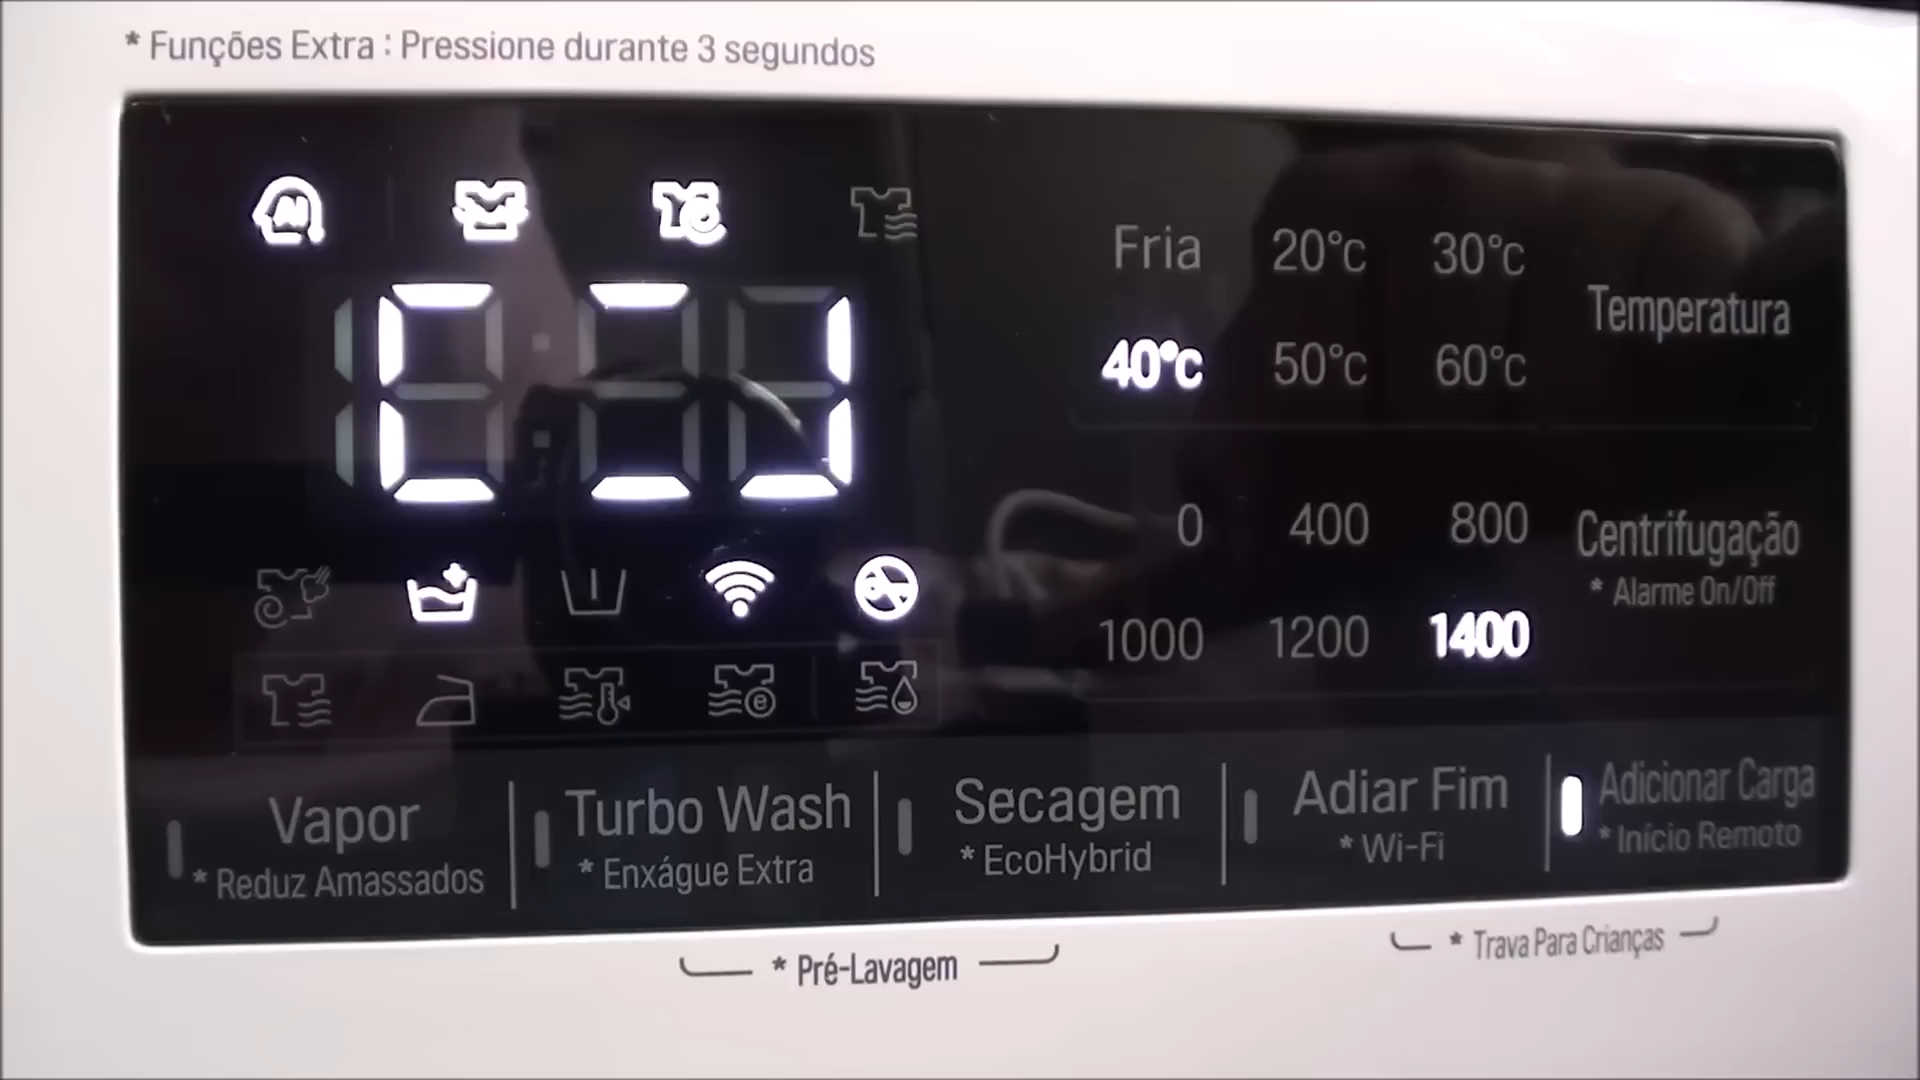 * Funções Extra : Pressione durante 3 segundos
AI
Fria 20°C 30°C
Temperatura
40°C 50°C 60°C
0 400 800
Centrifugação
* Alarme On/Off
1000 1200 1400
e
Vapor
* Reduz Amassados
Turbo Wash
* Enxágue Extra
Secagem
* EcoHybrid
Adiar Fim
* Wi-Fi
Adicionar Carga
* Início Remoto
* Pré-Lavagem
* Trava Para Crianças